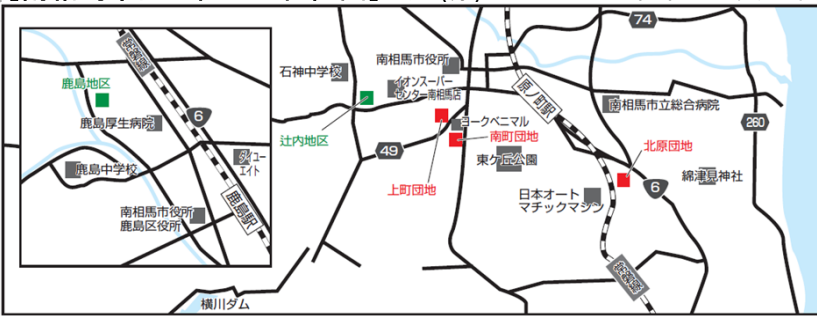 常磐線
鹿島地区
鹿島厚生病院
6
ダイユー
エイト
鹿島中学校
鹿島駅
南相馬市役所
鹿島区役所
74
南相馬市役所
石神中学校
イオンスーパー
センター南相馬店
原ノ町駅
南相馬市立総合病院
260
辻内地区
ヨークベニマル
南町団地
49
東ケ丘公園
北原団地
上町団地
6
綿津見神社
日本オート
マチックマシン
常磐線
横川ダム